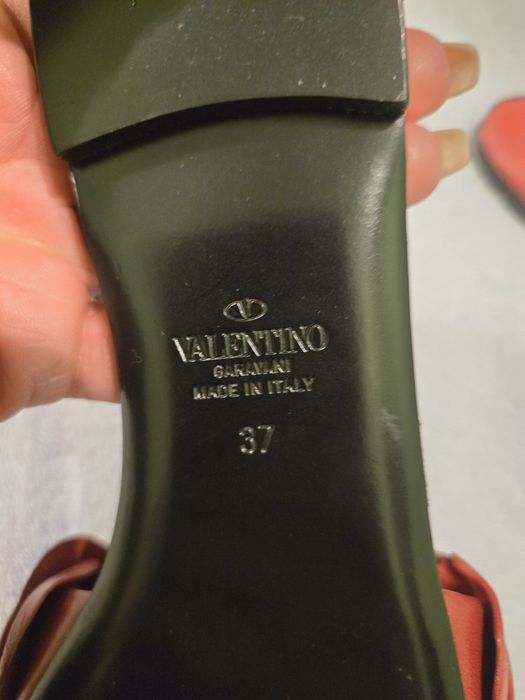 V
VALENTINO
GARAVANI
MADE IN ITALY
37